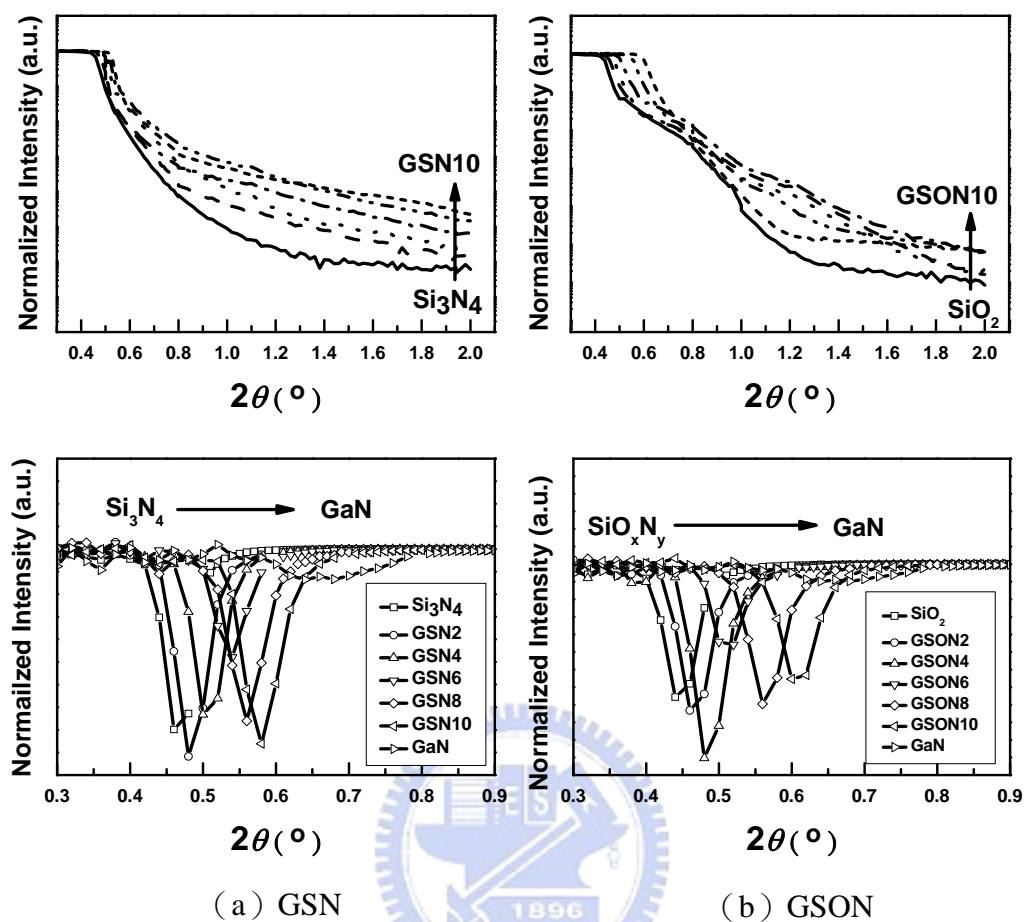 Normalized Intensity (a.u.)
GSN10
Si3N4
0.4 0.6 0.8 1.0 1.2 1.4 1.6 1.8 2.0
2θ(°)
Normalized Intensity (a.u.)
GSON10
SiO2
0.4 0.6 0.8 1.0 1.2 1.4 1.6 1.8 2.0
2θ(°)
Normailzed Intensity (a.u.)
Si3N4
GaN
Si3N4
GSN2
GSN4
GSN6
GSN8
GSN10
GaN
0.3 0.4 0.5 0.6 0.7 0.8 0.9
2θ(°)
(a) GSN
Normalized Intensity (a.u.)
SiOxNy
GaN
SiO2
GSON2
GSON4
GSON6
GSON8
GSON10
GaN
0.3 0.4 0.5 0.6 0.7 0.8 0.9
2θ(°)
(b) GSON
ES
1896